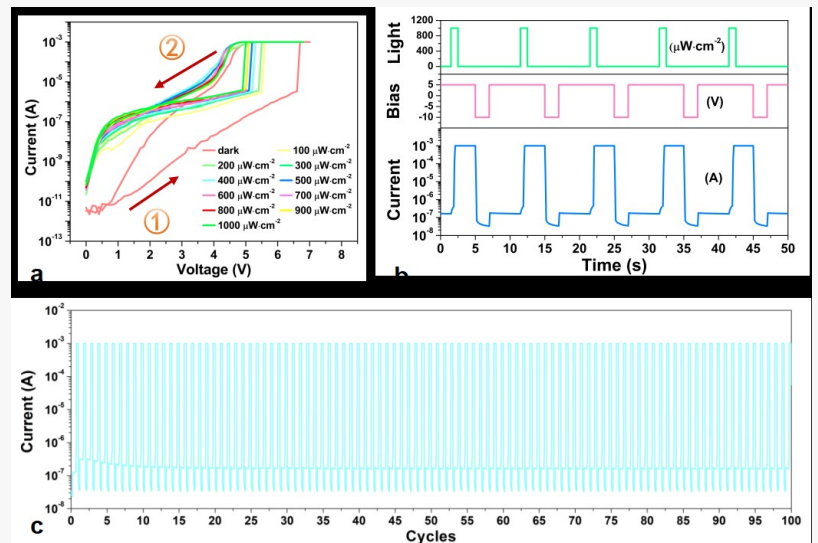 10⁻¹
10⁻³
10⁻⁵
10⁻⁷
10⁻⁹
10⁻¹¹
10⁻¹³
Current (A)
②
①
dark 100 μW·cm⁻²
200 μW·cm⁻² 300 μW·cm⁻²
400 μW·cm⁻² 500 μW·cm⁻²
600 μW·cm⁻² 700 μW·cm⁻²
800 μW·cm⁻² 900 μW·cm⁻²
1000 μW·cm⁻²
0 1 2 3 4 5 6 7 8
Voltage (V)
a
1200
800
400
0
Light
(μW·cm⁻²)
5
0
-5
-10
Bias
(V)
10⁻³
10⁻⁴
10⁻⁵
10⁻⁶
10⁻⁷
10⁻⁸
Current
(A)
0 5 10 15 20 25 30 35 40 45 50
Time (s)
b
10⁻²
10⁻³
10⁻⁴
10⁻⁵
10⁻⁶
10⁻⁷
10⁻⁸
Current (A)
0 5 10 15 20 25 30 35 40 45 50 55 60 65 70 75 80 85 90 95 100
Cycles
c